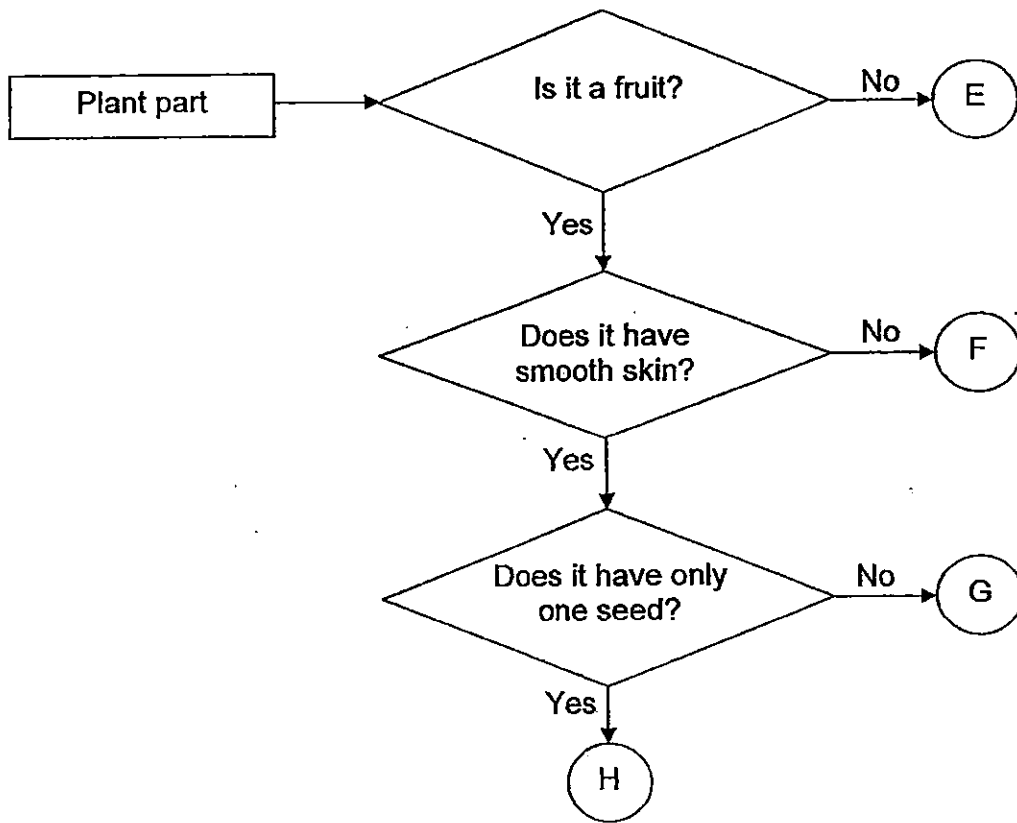 Plant part
Is it a fruit?
No
E
Yes
Does it have
smooth skin?
No
F
Yes
Does it have only
one seed?
No
G
Yes
H